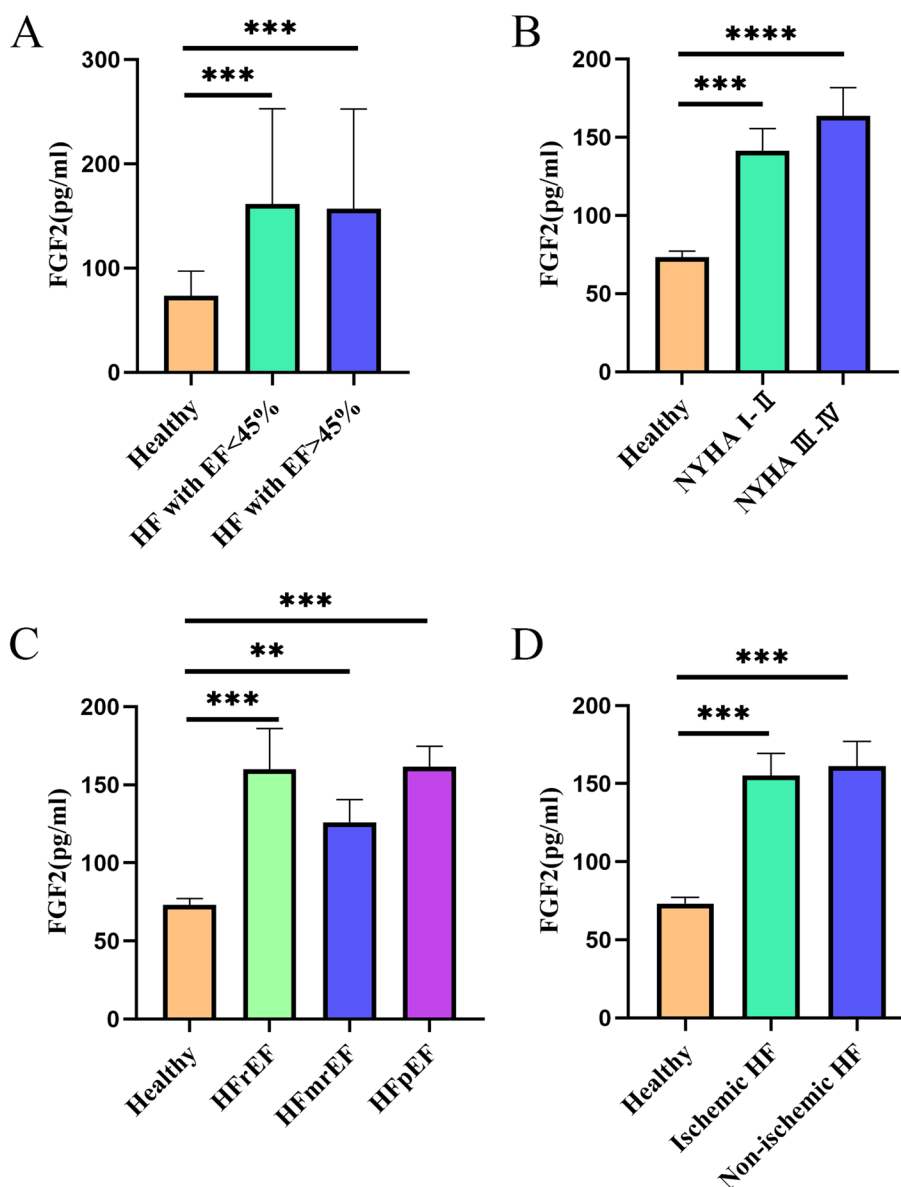 A
***
***
300
200
100
0
FGF2(pg/ml)
Healthy
HF with EF<45%
HF with EF>45%
B
****
***
200
150
100
50
0
FGF2(pg/ml)
Healthy
NYHA I-Ⅱ
NYHA Ⅲ-Ⅳ
C
***
**
***
200
150
100
50
0
FGF2(pg/ml)
Healthy
HFrEF
HFmrEF
HFpEF
D
***
***
200
150
100
50
0
FGF2(pg/ml)
Healthy
Ischemic HF
Non-ischemic HF